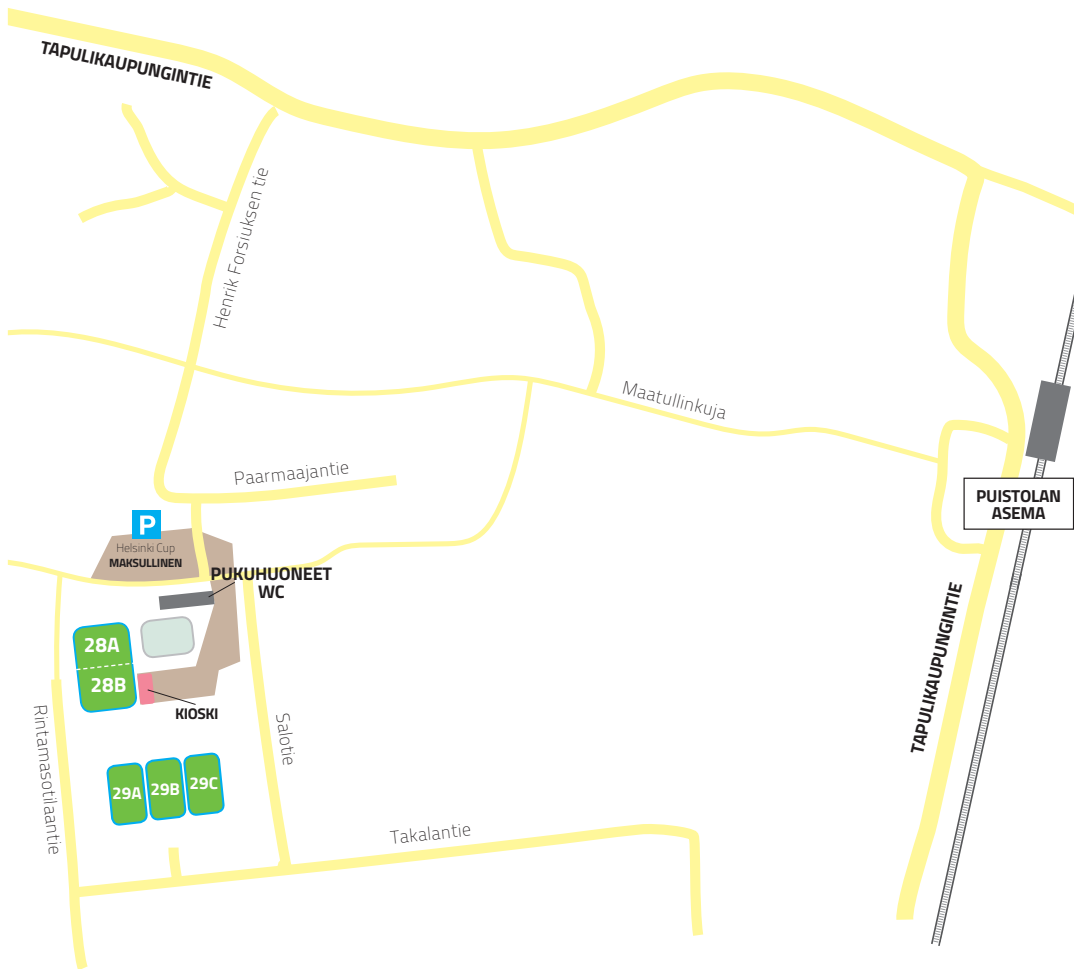 TAPULIKAUPUNGINTIE
Henrik Forsiuksen tie
Maatullinkuja
Paarmaajantie
PUISTOLAN
ASEMA
P
Helsinki Cup
MAKSULLINEN
PUKUHUONEET
WC
28A
28B
KIOSKI
TAPULIKAUPUNGINTIE
Rintamasotilaantie
Salotie
29A
29B
29C
Takalantie